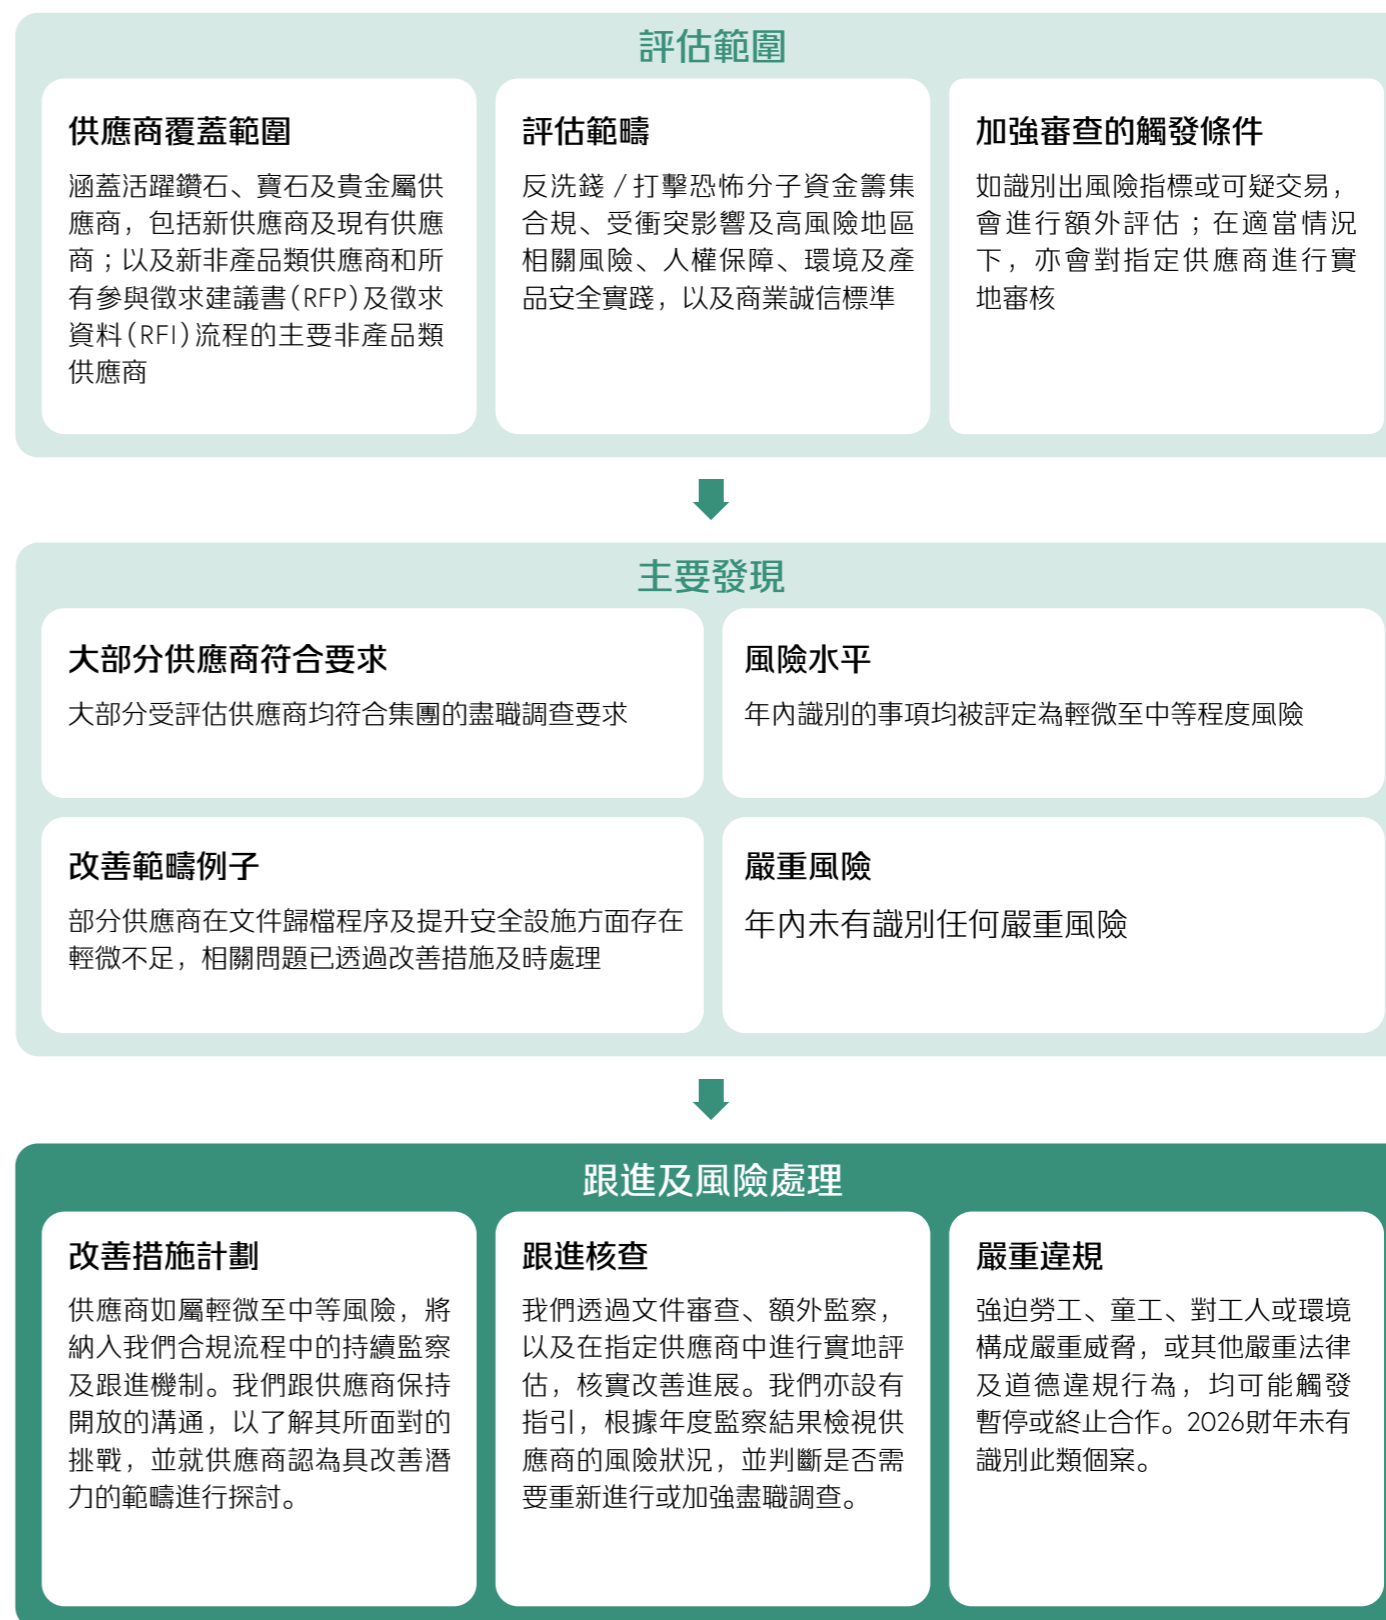 評估範圍
供應商覆蓋範圍
涵蓋活躍鑽石、寶石及貴金屬供
應商，包括新供應商及現有供應
商；以及新非產品類供應商和所
有參與徵求建議書(RFP)及徵求
資料(RFI)流程的主要非產品類
供應商
評估範疇
反洗錢／打擊恐怖分子資金籌集
合規、受衝突影響及高風險地區
相關風險、人權保障、環境及產
品安全實踐，以及商業誠信標準
加強審查的觸發條件
如識別出風險指標或可疑交易，
會進行額外評估；在適當情況
下，亦會對指定供應商進行實
地審核
主要發現
大部分供應商符合要求
大部分受評估供應商均符合集團的盡職調查要求
風險水平
年內識別的事項均被評定為輕微至中等程度風險
改善範疇例子
部分供應商在文件歸檔程序及提升安全設施方面存在
輕微不足，相關問題已透過改善措施及時處理
嚴重風險
年內未有識別任何嚴重風險
跟進及風險處理
改善措施計劃
供應商如屬輕微至中等風險，將
納入我們合規流程中的持續監察
及跟進機制。我們跟供應商保持
開放的溝通，以了解其所面對的
挑戰，並就供應商認為具改善潛
力的範疇進行探討。
跟進核查
我們透過文件審查、額外監察，
以及在指定供應商中進行實地評
估，核實改善進展。我們亦設有
指引，根據年度監察結果檢視供
應商的風險狀況，並判斷是否需
要重新進行或加強盡職調查。
嚴重違規
強迫勞工、童工、對工人或環境
構成嚴重威脅，或其他嚴重法律
及道德違規行為，均可能觸發
暫停或終止合作。2026財年未有
識別此類個案。